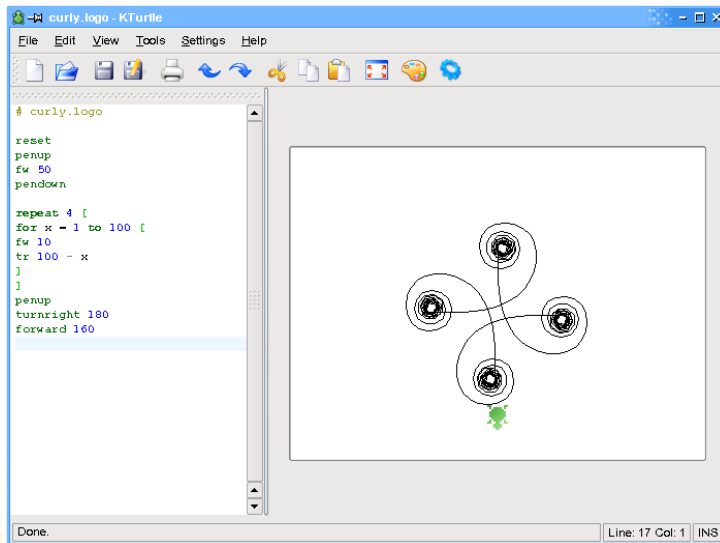 curly.logo - KTurtle
File Edit View Tools Settings Help
# curly.logo
reset
penup
fw 50
pendown
repeat 4 [
for x = 1 to 100 [
fw 10
tr 100 - x
]
]
penup
turnright 180
forward 160
Done.
Line: 17 Col: 1 INS